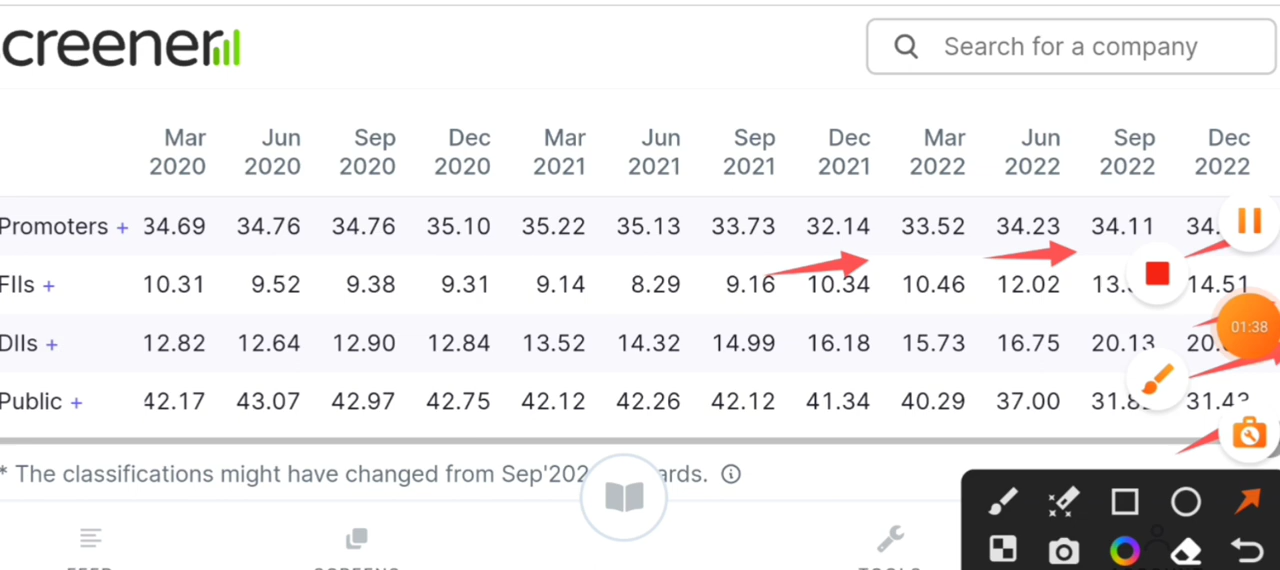 creener
Search for a company
Mar Jun Sep Dec Mar Jun Sep Dec Mar Jun Sep Dec
2020 2020 2020 2020 2021 2021 2021 2021 2022 2022 2022 2022
Promoters + 34.69 34.76 34.76 35.10 35.22 35.13 33.73 32.14 33.52 34.23 34.11 34.
FIIs + 10.31 9.52 9.38 9.31 9.14 8.29 9.16 10.34 10.46 12.02 13. 14.51
01:38
DIIs + 12.82 12.64 12.90 12.84 13.52 14.32 14.99 16.18 15.73 16.75 20.13 20.
Public + 42.17 43.07 42.97 42.75 42.12 42.26 42.12 41.34 40.29 37.00 31.8 31.4
* The classifications might have changed from Sep'202 ards.